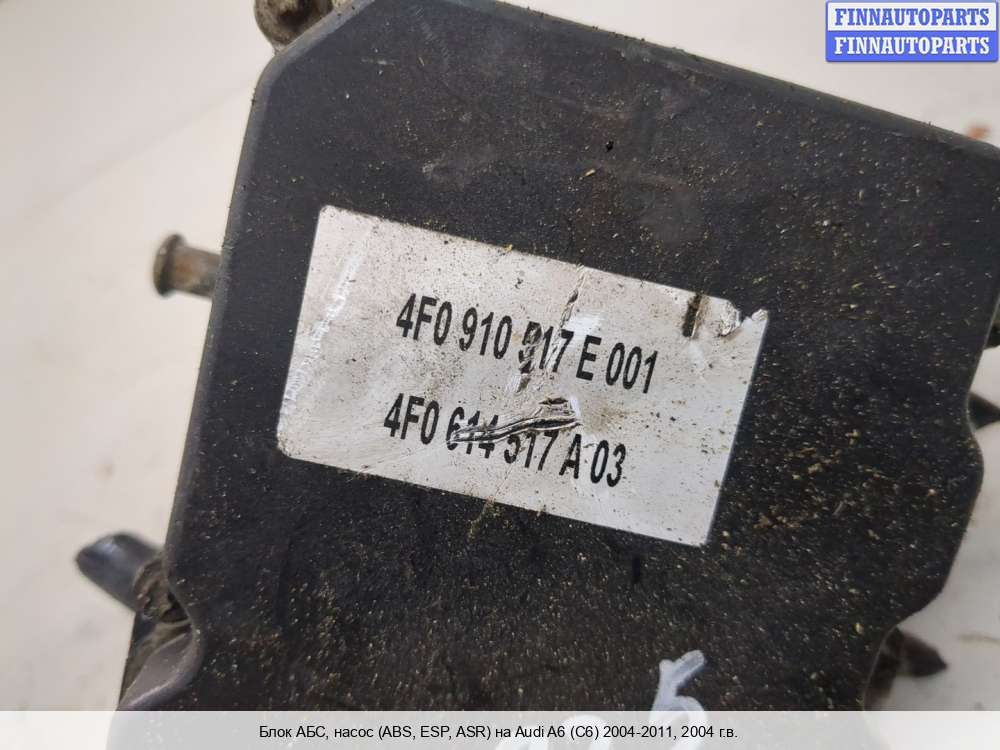 FINNAUTOPARTS
FINNAUTOPARTS
4F0 910 517 E 001
4F0 614 517 A 03
Блок АБС, насос (ABS, ESP, ASR) на Audi A6 (C6) 2004-2011, 2004 г.в.